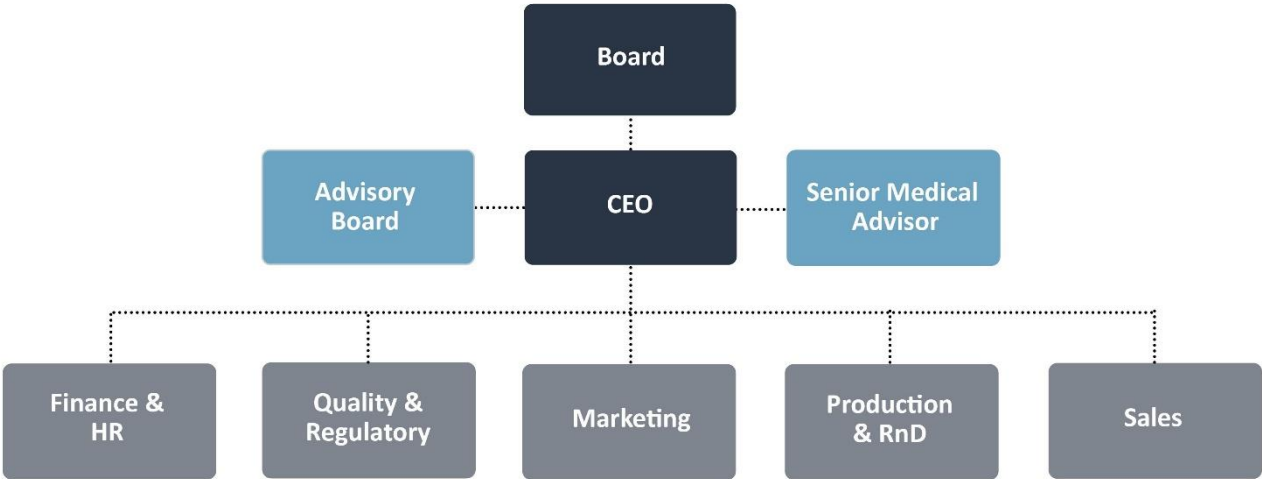 Board
Advisory
Board
CEO
Senior Medical
Advisor
Finance &
HR
Quality &
Regulatory
Marketing
Production
& RnD
Sales